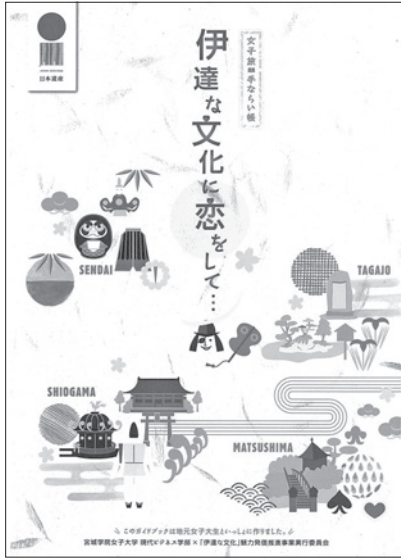 日本遺産
女子旅 手ならい帳
伊達な文化に恋をして…
SENDAI
TAGAJO
SHIOGAMA
MATSUSHIMA
このガイドブックは地元女子大生といっしょに作りました。
宮城学院女子大学 現代ビジネス学部×「伊達な文化」魅力発信推進事業実行委員会